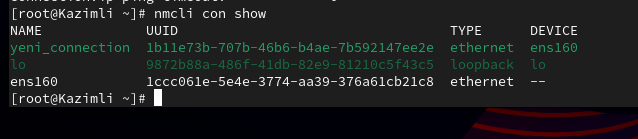 [root@Kazimli ~]# nmcli con show
NAME UUID TYPE DEVICE
yeni_connection 1b11e73b-707b-46b6-b4ae-7b592147ee2e ethernet ens160
lo 9872b88a-486f-41db-82e9-81210c5f43c5 loopback lo
ens160 1ccc061e-5e4e-3774-aa39-376a61cb21c8 ethernet --
[root@Kazimli ~]#